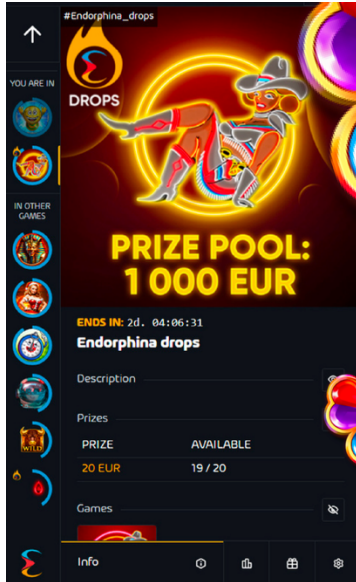 #Endorphina_drops
DROPS
YOU ARE IN
IN OTHER
GAMES
WILD
PRIZE POOL:
1 000 EUR
ENDS IN: 2d. 04:06:31
Endorphina drops
Description
Prizes
PRIZE AVAILABLE
20 EUR 19 / 20
Games
Info